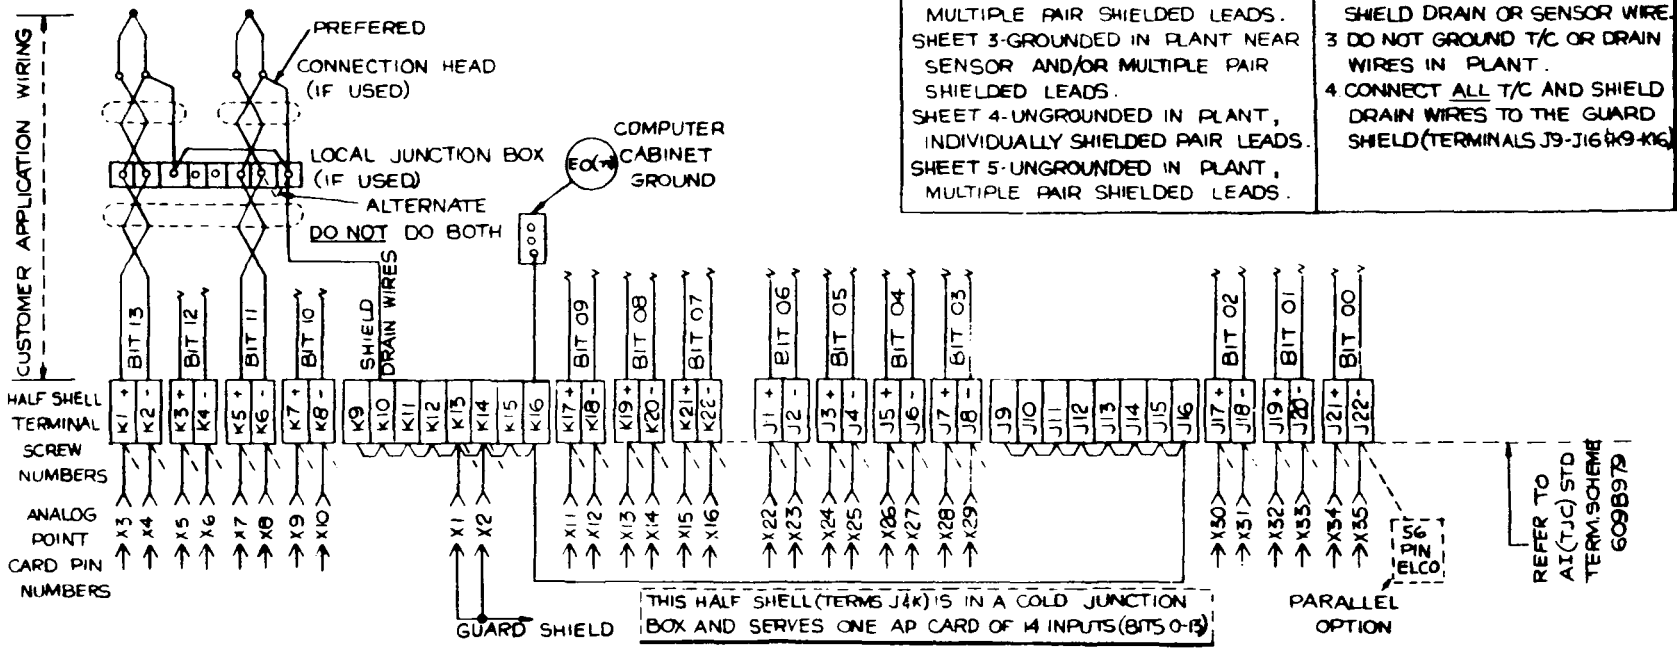 MULTIPLE PAIR SHIELDED LEADS.
SHEET 3-GROUNDED IN PLANT NEAR
SENSOR AND/OR MULTIPLE PAIR
SHIELDED LEADS.
SHEET 4-UNGROUNDED IN PLANT,
INDIVIDUALLY SHIELDED PAIR LEADS.
SHEET 5-UNGROUNDED IN PLANT,
MULTIPLE PAIR SHIELDED LEADS.
SHIELD DRAIN OR SENSOR WIRE.
3 DO NOT GROUND T/C OR DRAIN
WIRES IN PLANT.
4. CONNECT ALL T/C AND SHIELD
DRAIN WIRES TO THE GUARD
SHIELD (TERMINALS J9-J16 & K9-K16)
CUSTOMER APPLICATION WIRING
PREFERRED
CONNECTION HEAD
(IF USED)
LOCAL JUNCTION BOX
(IF USED)
ALTERNATE
DO NOT DO BOTH
COMPUTER
CABINET
GROUND
SHIELD
DRAIN WIRES
BIT 13
BIT 12
BIT 11
BIT 10
BIT 09
BIT 08
BIT 07
BIT 06
BIT 05
BIT 04
BIT 03
BIT 02
BIT 01
BIT 00
HALF SHELL
TERMINAL
SCREW
NUMBERS
K1 +
K2 -
K3 +
K4 -
K5 +
K6 -
K7 +
K8 -
K9
K10
K11
K12
K13
K14
K15
K16
K17 +
K18 -
K19 +
K20 -
K21 +
K22 -
J1 +
J2 -
J3 +
J4 -
J5 +
J6 -
J7 +
J8 -
J9
J10
J11
J12
J13
J14
J15
J16
J17 +
J18 -
J19 +
J20 -
J21 +
J22 -
ANALOG
POINT
CARD PIN
NUMBERS
X3
X4
X5
X6
X7
X8
X9
X10
X1
X2
X11
X12
X13
X14
X15
X16
X22
X23
X24
X25
X26
X27
X28
X29
X30
X31
X32
X33
X34
X35
GUARD SHIELD
THIS HALF SHELL (TERMS J&K) IS IN A COLD JUNCTION
BOX AND SERVES ONE AP CARD OF 14 INPUTS (BITS 0-13)
56
PIN
ELCO
PARALLEL
OPTION
REFER TO
AI(TJC) STD
TERM. SCHEME
609B979